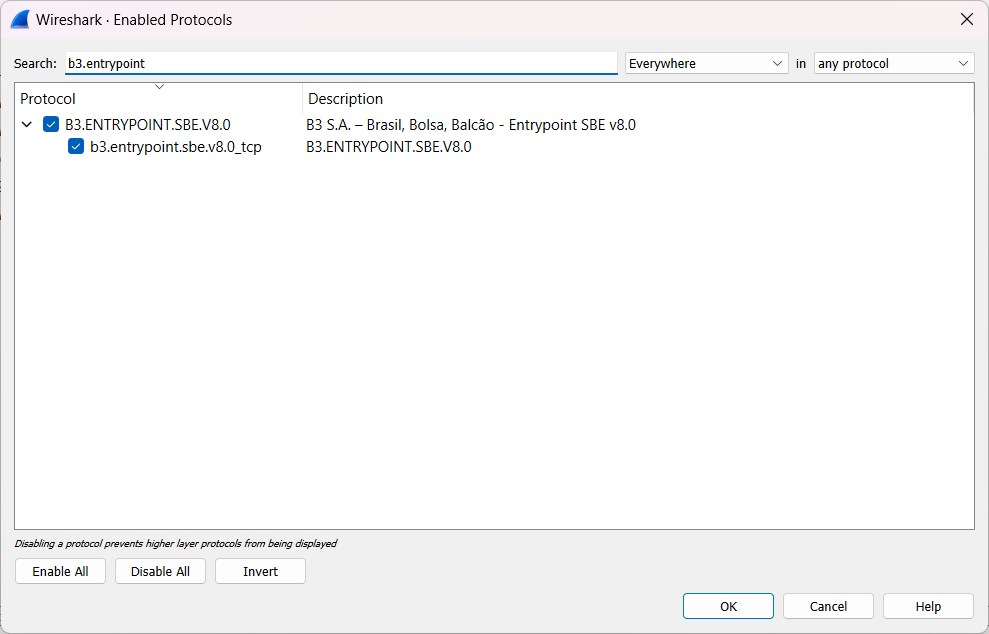 Wireshark · Enabled Protocols
Search: b3.entrypoint Everywhere in any protocol
Protocol Description
B3.ENTRYPOINT.SBE.V8.0 B3 S.A. – Brasil, Bolsa, Balcão - Entrypoint SBE v8.0
b3.entrypoint.sbe.v8.0_tcp B3.ENTRYPOINT.SBE.V8.0
Disabling a protocol prevents higher layer protocols from being displayed
Enable All Disable All Invert
OK Cancel Help